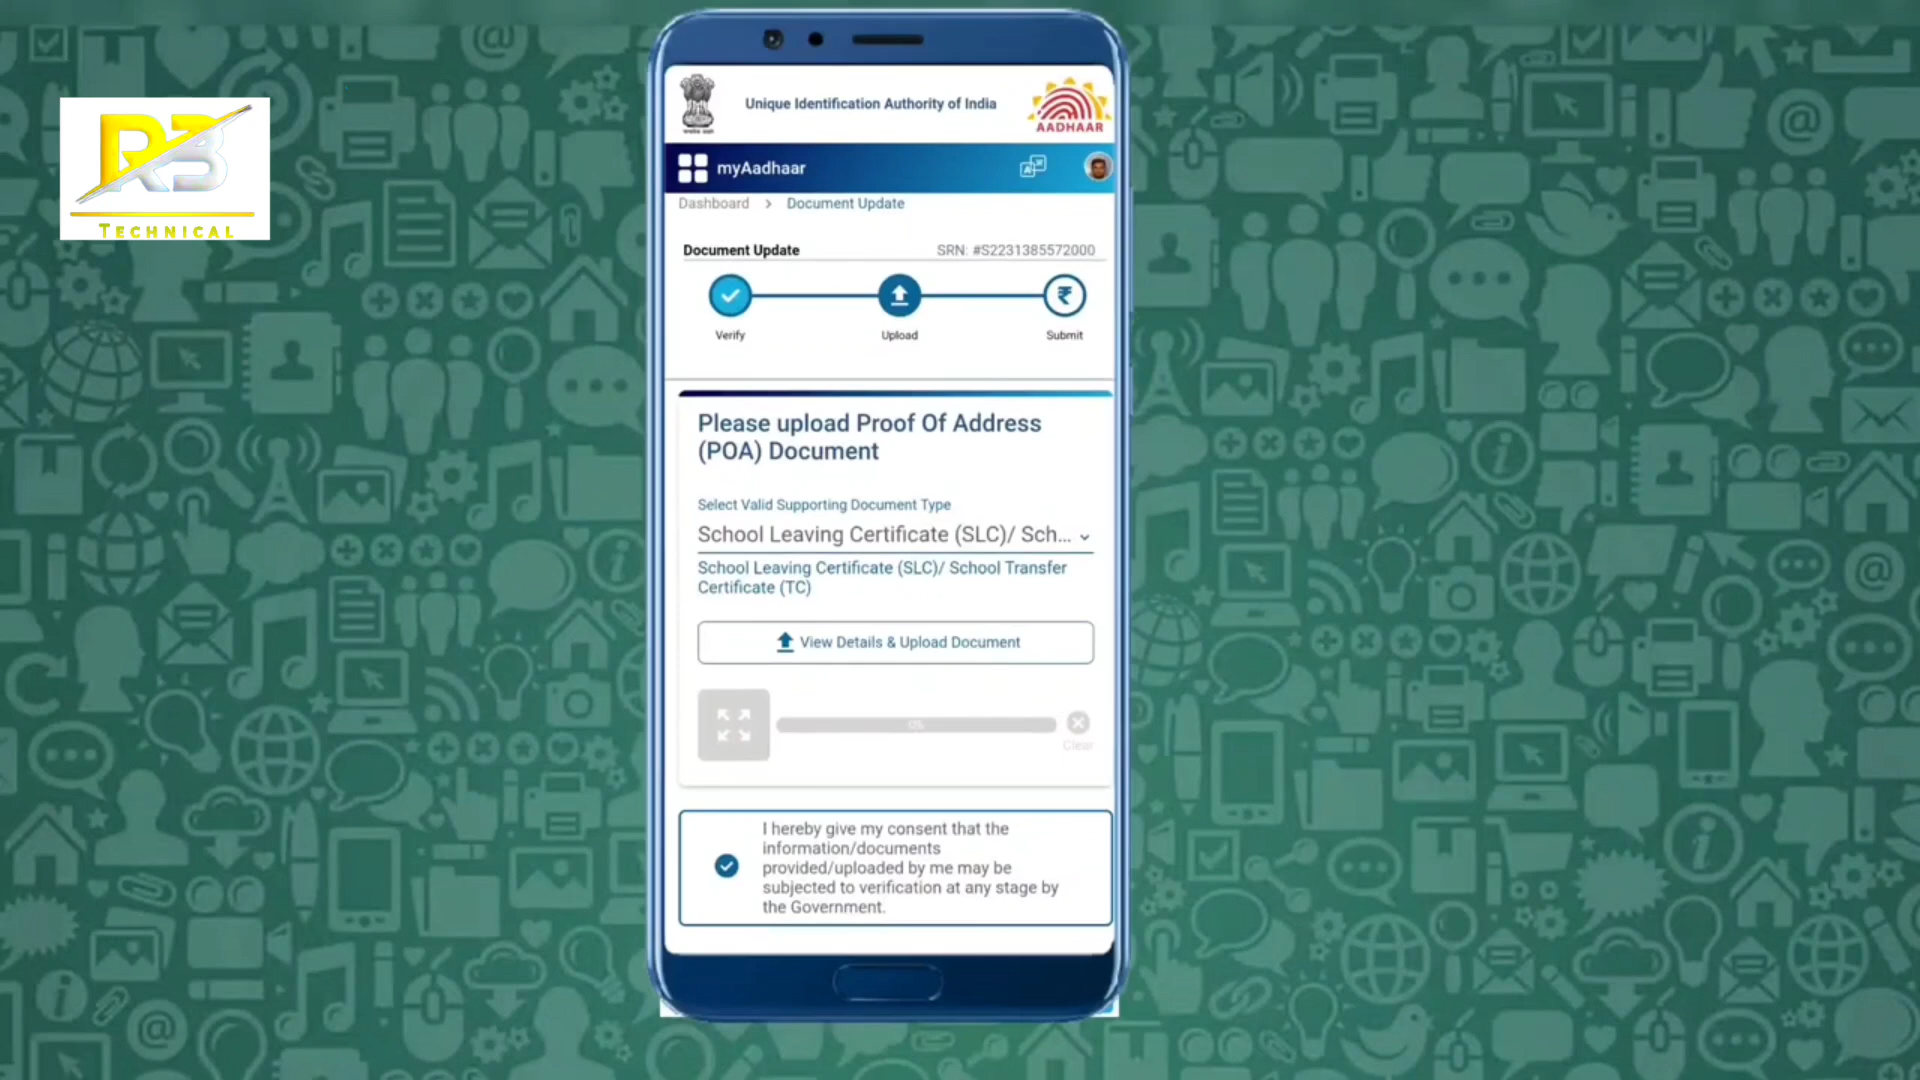 R3
TECHNICAL
Unique Identification Authority of India
AADHAAR
myAadhaar
Dashboard > Document Update
Document Update SRN: #S2231385572000
Verify Upload Submit
Please upload Proof Of Address
(POA) Document
Select Valid Supporting Document Type
School Leaving Certificate (SLC)/ Sch...
School Leaving Certificate (SLC)/ School Transfer
Certificate (TC)
View Details & Upload Document
0%
Clear
I hereby give my consent that the
information/documents
provided/uploaded by me may be
subjected to verification at any stage by
the Government.